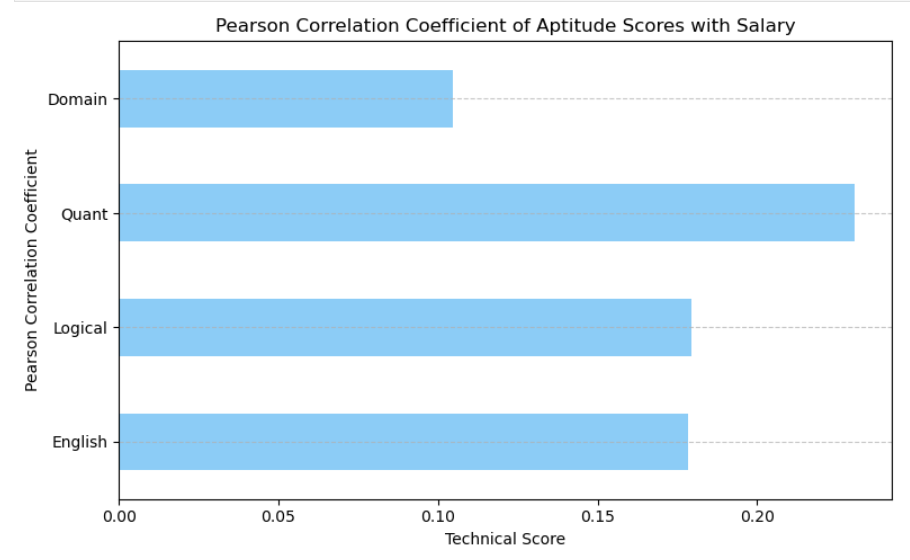 Pearson Correlation Coefficient of Aptitude Scores with Salary
Pearson Correlation Coefficient
Domain
Quant
Logical
English
0.00 0.05 0.10 0.15 0.20
Technical Score